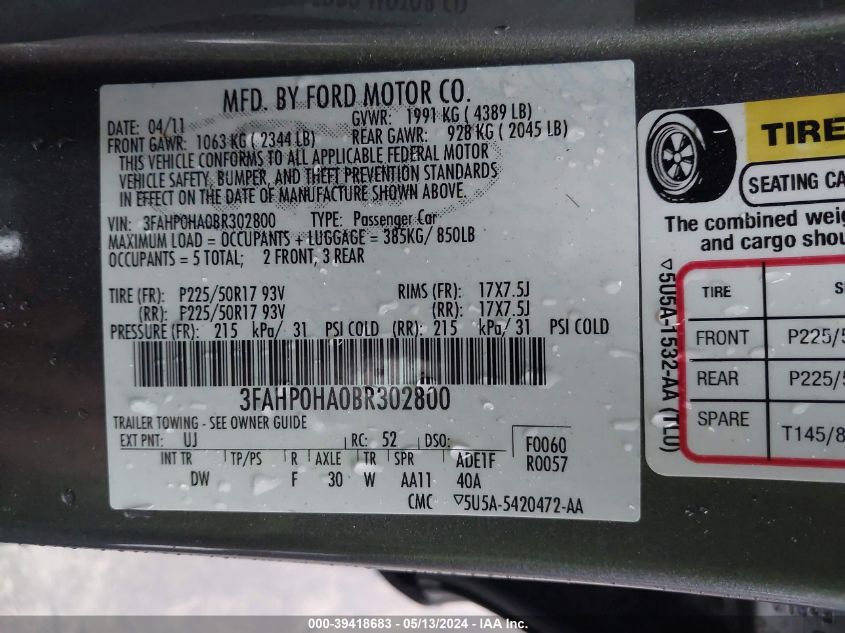 MFD. BY FORD MOTOR CO.
DATE: 04/11 GVWR: 1991 KG ( 4389 LB)
FRONT GAWR: 1063 KG ( 2344 LB) REAR GAWR: 928 KG ( 2045 LB)
THIS VEHICLE CONFORMS TO ALL APPLICABLE FEDERAL MOTOR
VEHICLE SAFETY, BUMPER, AND THEFT PREVENTION STANDARDS
IN EFFECT ON THE DATE OF MANUFACTURE SHOWN ABOVE.
VIN: 3FAHP0HA0BR302800 TYPE: Passenger Car
MAXIMUM LOAD = OCCUPANTS + LUGGAGE = 385KG/ 850LB
OCCUPANTS = 5 TOTAL; 2 FRONT, 3 REAR
TIRE (FR): P225/50R17 93V RIMS (FR): 17X7.5J
(RR): P225/50R17 93V (RR): 17X7.5J
PRESSURE (FR): 215 kPa/ 31 PSI COLD (RR): 215 kPa/ 31 PSI COLD
3FAHP0HA0BR302800
TRAILER TOWING - SEE OWNER GUIDE
EXT PNT: UJ RC: 52 DSO: F0060
R0057
INT TR TP/PS R AXLE TR SPR ADE1F
DW F 30 W AA11 40A
CMC ▽5U5A-5420472-AA
TIRE
SEATING CA
The combined weig
and cargo shou
▽5U5A-1532-AA (TLU)
TIRE S
FRONT P225/5
REAR P225/5
SPARE T145/8
000-39418683 - 05/13/2024 - IAA Inc.